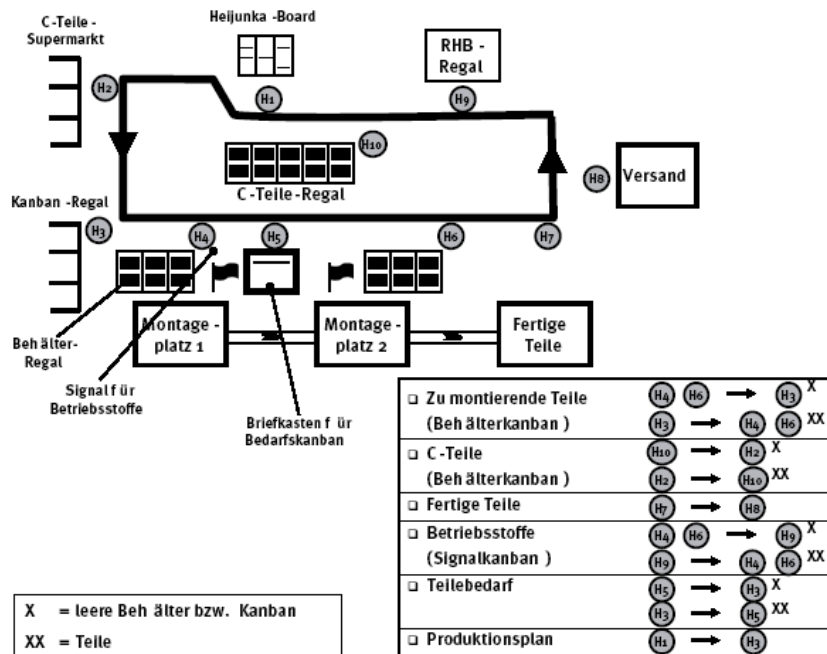 C-Teile-
Supermarkt
Heijunka -Board
RHB -
Regal
H2
H1
H9
H10
C-Teile-Regal
H8
Versand
Kanban -Regal
H3
H4
H5
H6
H7
Montage -
platz 1
Montage -
platz 2
Fertige
Teile
Beh älter-
Regal
Signal f ür
Betriebsstoffe
Briefkasten f ür
Bedarfskanban
Zu montierende Teile H4 H6 H3 X
(Beh älterkanban ) H3 H4 H6 XX
C -Teile H10 H2 X
(Beh älterkanban ) H2 H10 XX
Fertige Teile H7 H8
Betriebsstoffe H4 H6 H9 X
(Signalkanban ) H9 H4 H6 XX
Teilebedarf H5 H3 X
H3 H5 XX
Produktionsplan H1 H3
X = leere Beh älter bzw. Kanban
XX = Teile